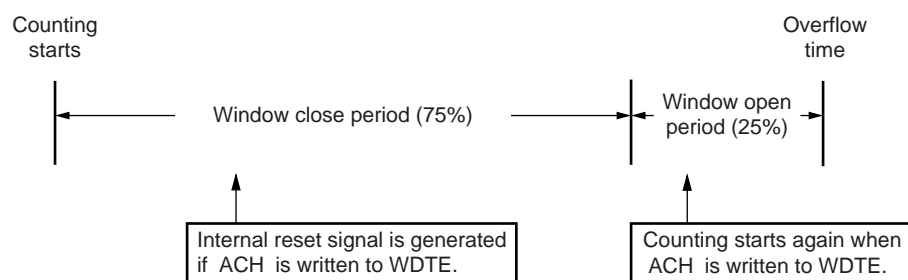 Counting
starts
Overflow
time
Window close period (75%)
Window open
period (25%)
Internal reset signal is generated
if ACH is written to WDTE.
Counting starts again when
ACH is written to WDTE.